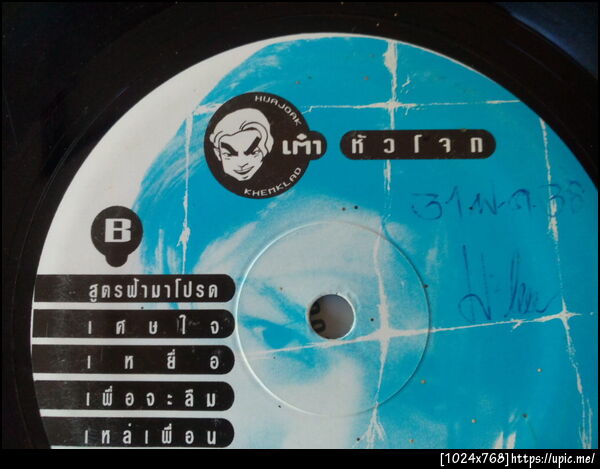 HUAJOAK
เต๋า หัวโจก
KHEMKLAD
31.พ.ค.38
B
สูตรฟ้ามาโปรด
เศษใจ
เหยื่อ
เพื่อจะลืม
เหล่เพื่อน
[1024x768]https://upic.me/